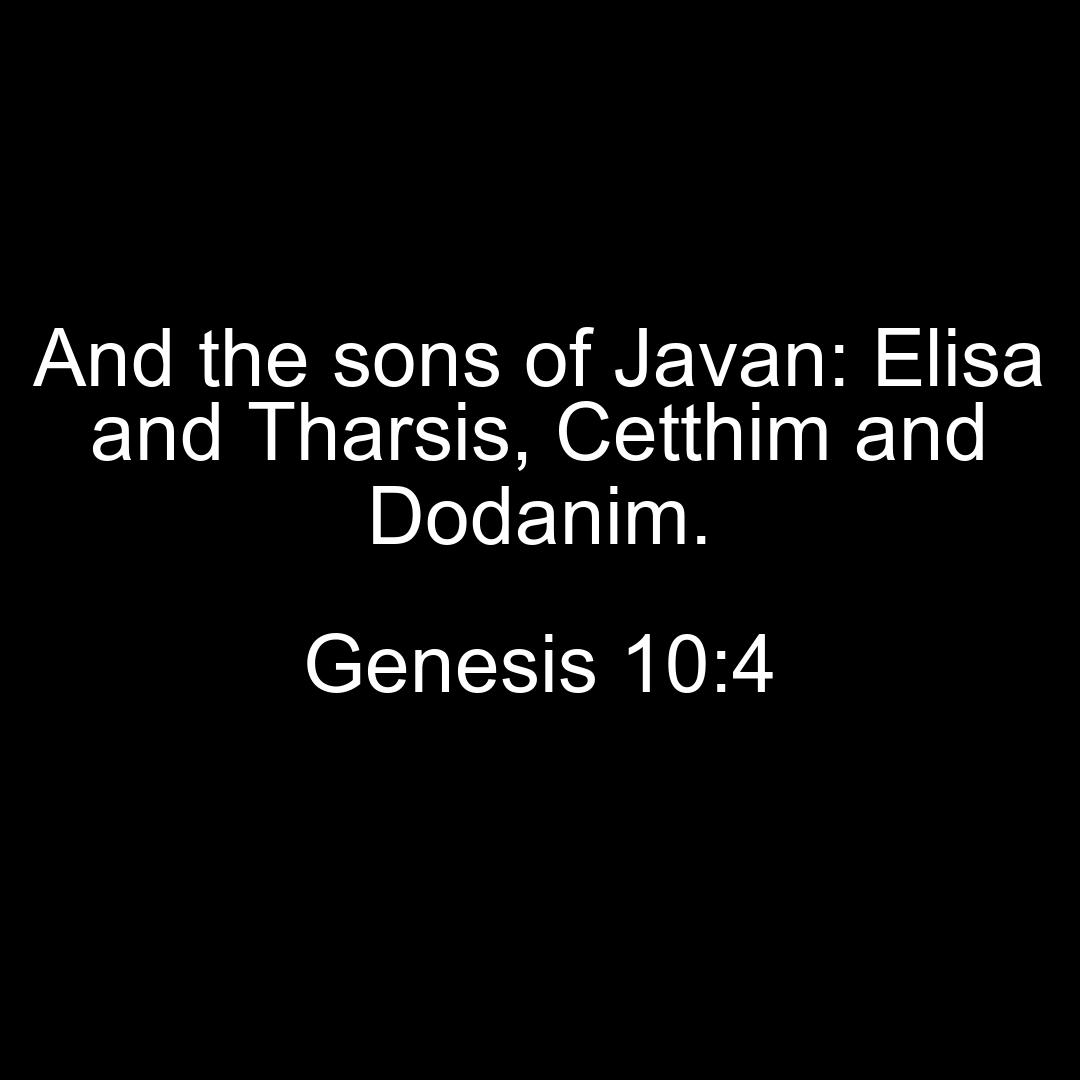 And the sons of Javan: Elisa
and Tharsis, Cetthim and
Dodanim.
Genesis 10:4